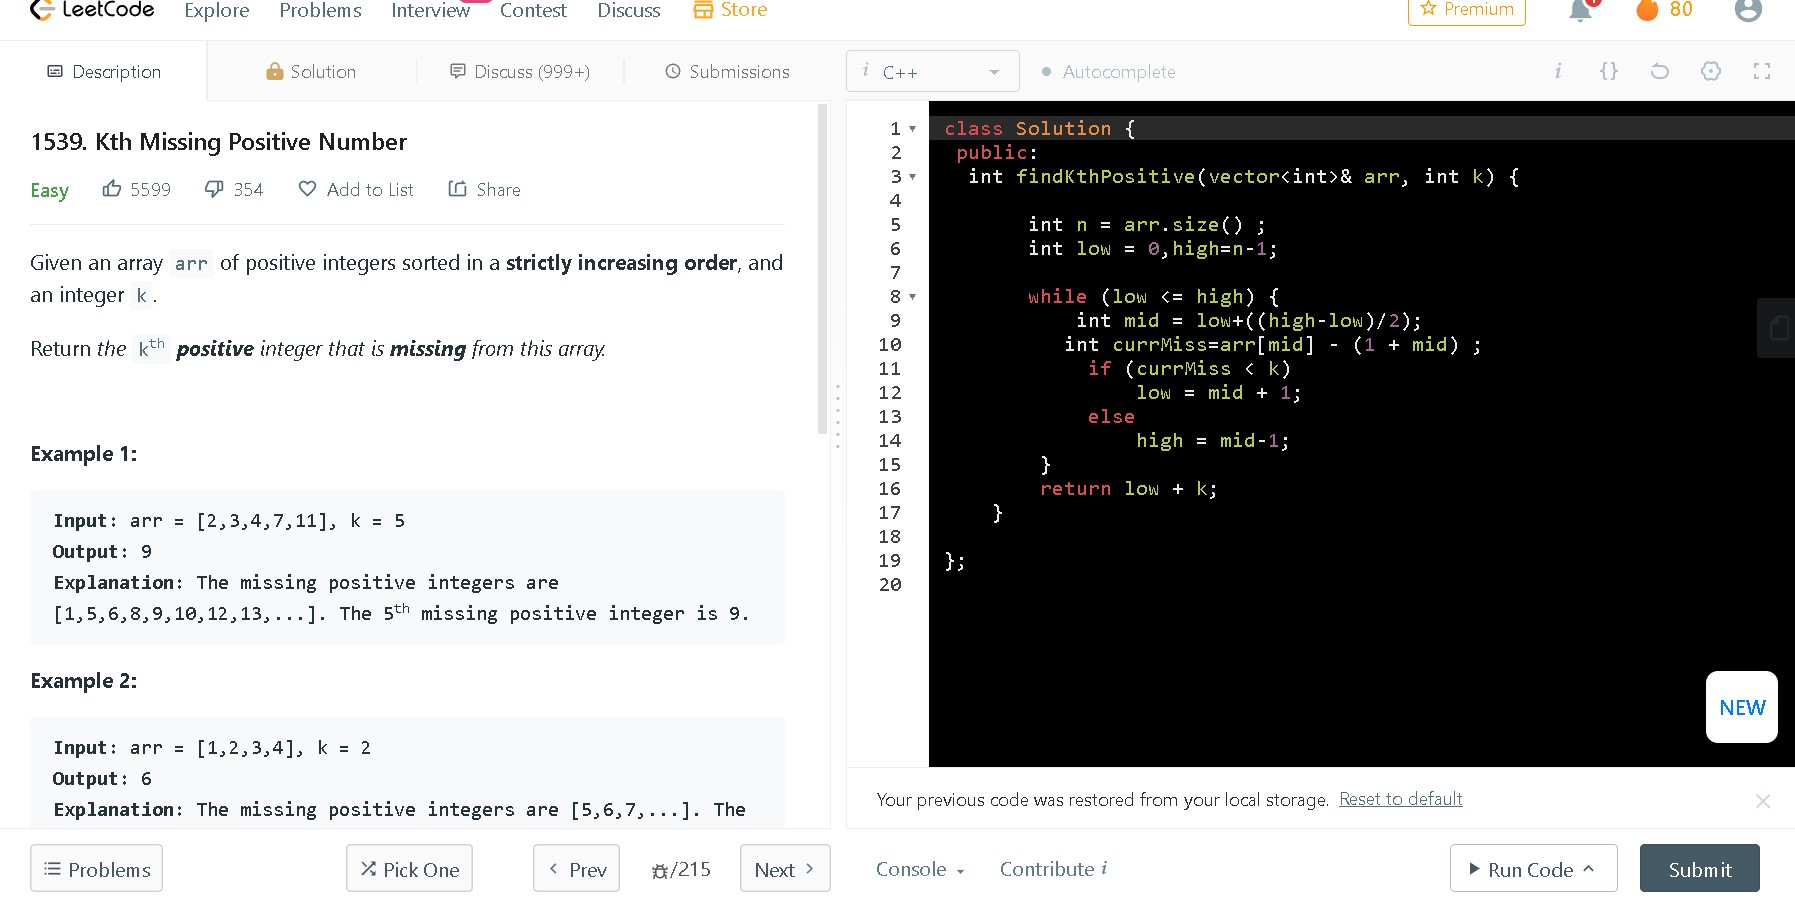 LeetCode Explore Problems Interview Contest Discuss Store Premium 1 80
Description Solution Discuss (999+) Submissions
1539. Kth Missing Positive Number
Easy 5599 354 Add to List Share
Given an array arr of positive integers sorted in a strictly increasing order, and
an integer k.
Return the kth positive integer that is missing from this array.
Example 1:
Input: arr = [2,3,4,7,11], k = 5
Output: 9
Explanation: The missing positive integers are
[1,5,6,8,9,10,12,13,...]. The 5th missing positive integer is 9.
Example 2:
Input: arr = [1,2,3,4], k = 2
Output: 6
Explanation: The missing positive integers are [5,6,7,...]. The
Problems Pick One Prev /215 Next
i C++ Autocomplete i {}
1 class Solution {
2 public:
3 int findKthPositive(vector<int>& arr, int k) {
4
5 int n = arr.size() ;
6 int low = 0,high=n-1;
7
8 while (low <= high) {
9 int mid = low+((high-low)/2);
10 int currMiss=arr[mid] - (1 + mid) ;
11 if (currMiss < k)
12 low = mid + 1;
13 else
14 high = mid-1;
15 }
16 return low + k;
17 }
18
19 };
20
NEW
Your previous code was restored from your local storage. Reset to default
Console Contribute i Run Code Submit